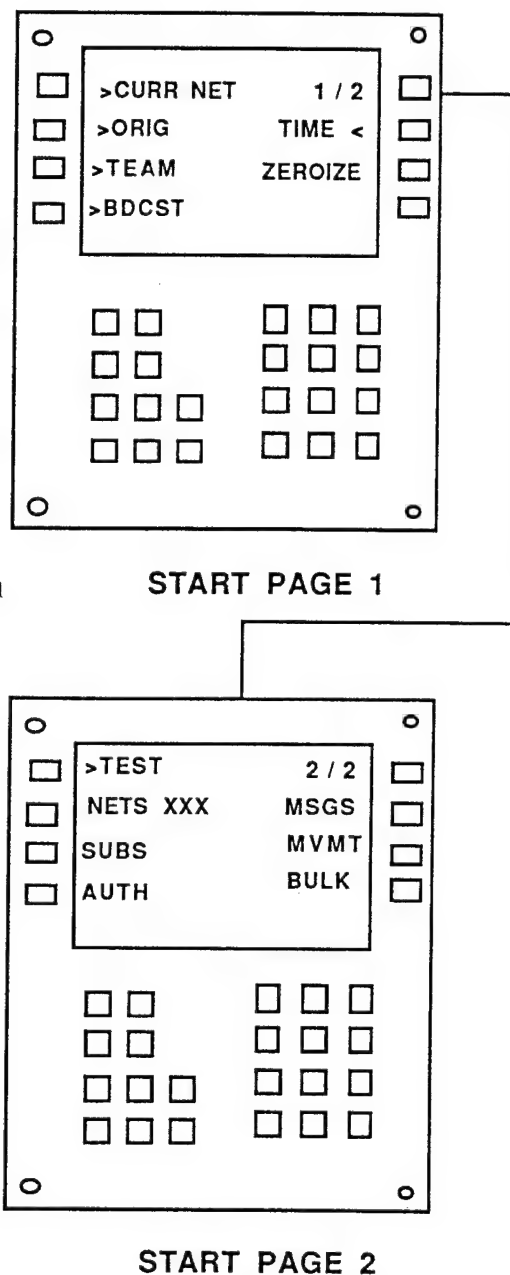 >CURR NET 1 / 2
>ORIG TIME <
>TEAM ZEROIZE
>BDCST
START PAGE 1
>TEST 2 / 2
NETS XXX MSGS
SUBS MVMT
AUTH BULK
START PAGE 2